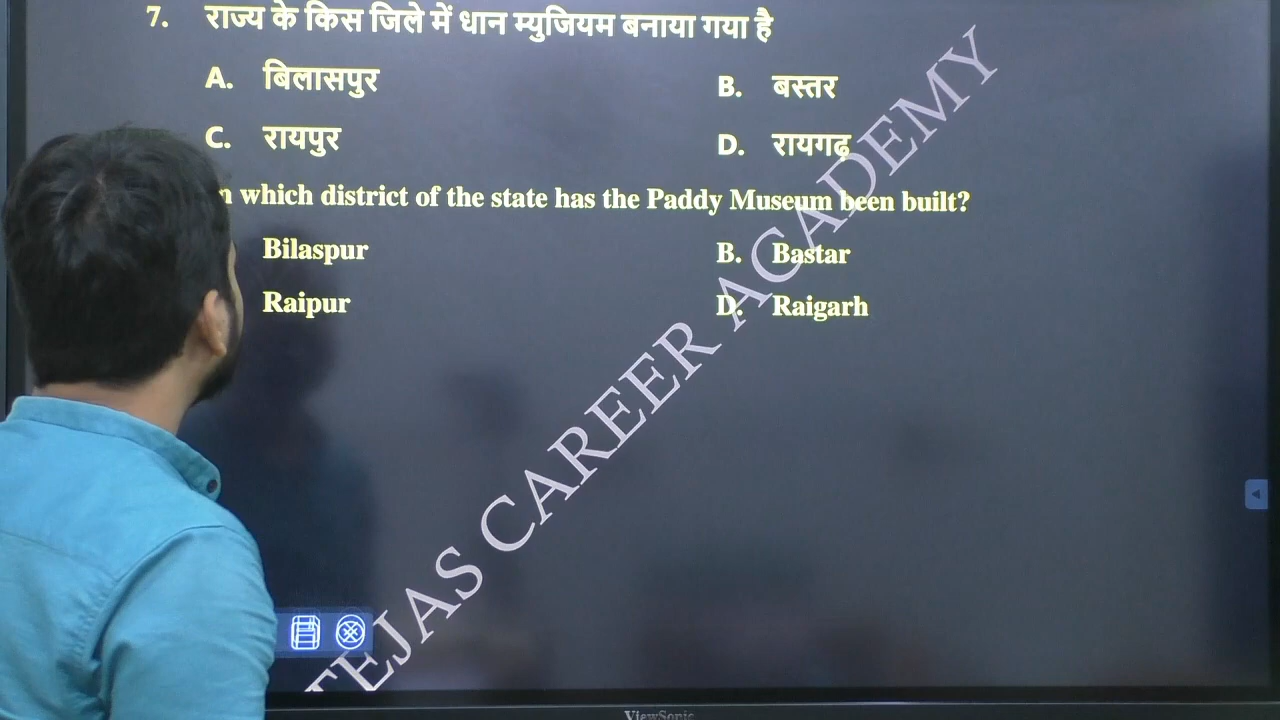 7. राज्य के किस जिले में धान म्युजियम बनाया गया है
A. बिलासपुर B. बस्तर
C. रायपुर D. रायगढ़
which district of the state has the Paddy Museum been built?
Bilaspur B. Bastar
Raipur D. Raigarh
TEJAS CAREER ACADEMY
ViewSonic